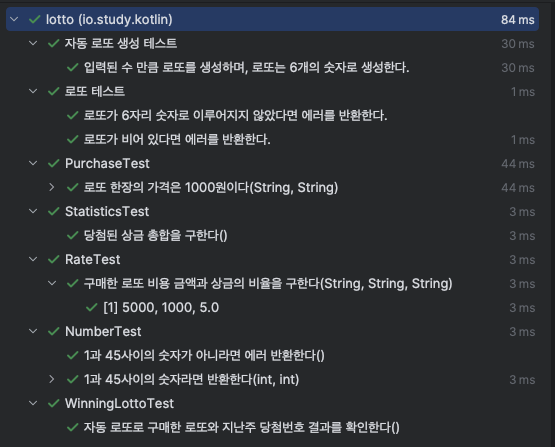 lotto (io.study.kotlin) 84 ms
자동 로또 생성 테스트 30 ms
입력된 수 만큼 로또를 생성하며, 로또는 6개의 숫자로 생성한다. 30 ms
로또 테스트 1 ms
로또가 6자리 숫자로 이루어지지 않았다면 에러를 반환한다.
로또가 비어 있다면 에러를 반환한다. 1 ms
PurchaseTest 44 ms
로또 한장의 가격은 1000원이다(String, String) 44 ms
StatisticsTest 3 ms
당첨된 상금 총합을 구한다() 3 ms
RateTest 3 ms
구매한 로또 비용 금액과 상금의 비율을 구한다(String, String, String) 3 ms
[1] 5000, 1000, 5.0 3 ms
NumberTest 3 ms
1과 45사이의 숫자가 아니라면 에러 반환한다()
1과 45사이의 숫자라면 반환한다(int, int) 3 ms
WinningLottoTest
자동 로또로 구매한 로또와 지난주 당첨번호 결과를 확인한다()